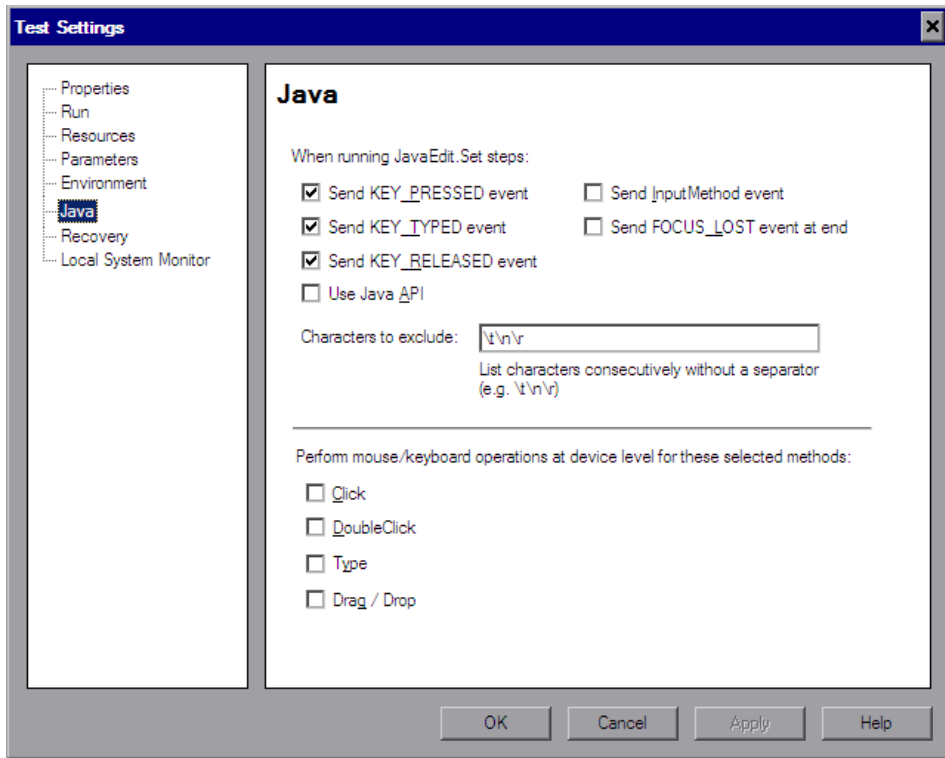 Test Settings
Properties
Run
Resources
Parameters
Environment
Java
Recovery
Local System Monitor
Java
When running JavaEdit.Set steps:
Send KEY_PRESSED event
Send InputMethod event
Send KEY_TYPED event
Send FOCUS_LOST event at end
Send KEY_RELEASED event
Use Java API
Characters to exclude: \t\n\r
List characters consecutively without a separator
(e.g. \t\n\r)
Perform mouse/keyboard operations at device level for these selected methods:
Click
DoubleClick
Type
Drag / Drop
OK Cancel Apply Help